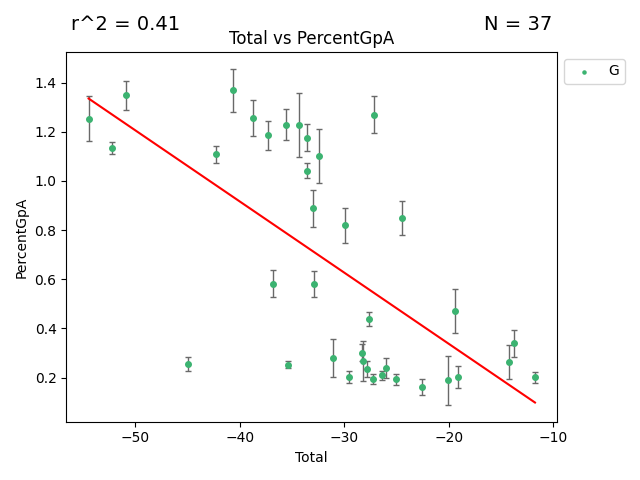 r^2 = 0.41
N = 37
Total vs PercentGpA
G
PercentGpA
1.4
1.2
1.0
0.8
0.6
0.4
0.2
−50
−40
−30
−20
−10
Total